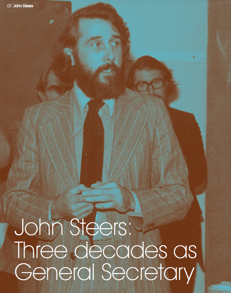 John Steers
John Steers:
Three decades as
General Secretary